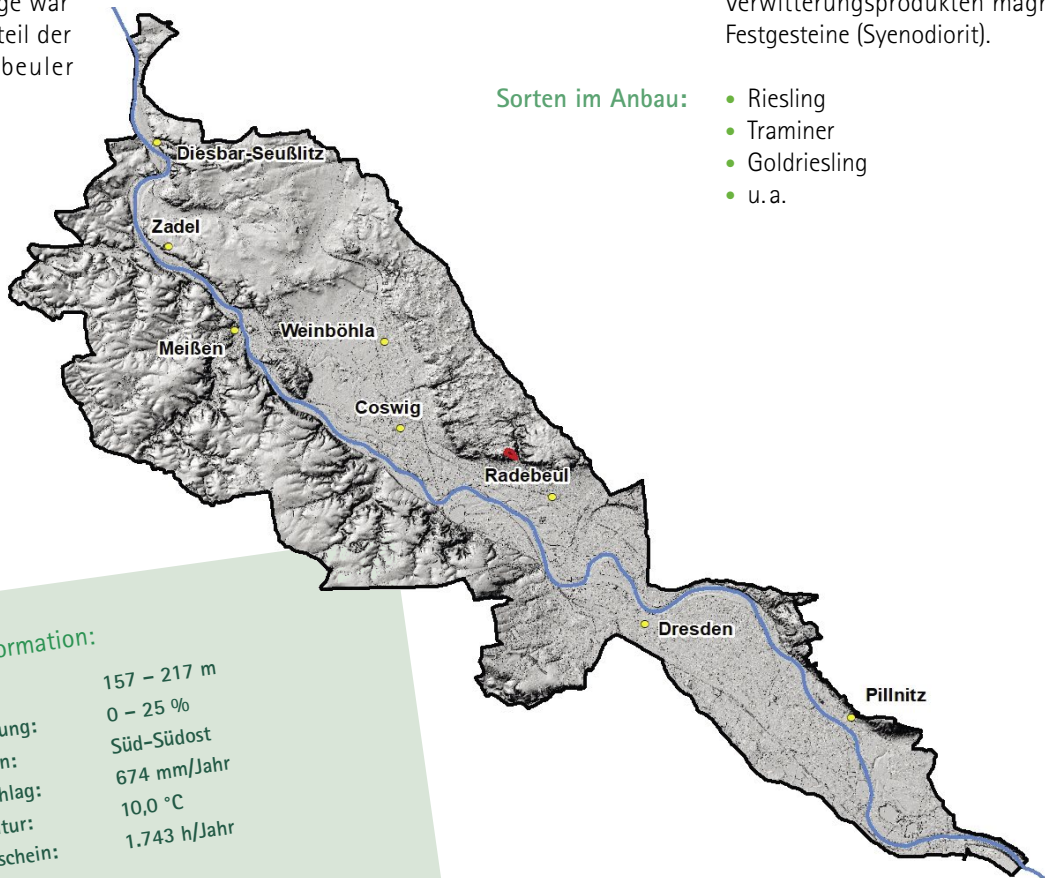 ge war
teil der
beuler
Verwitterungsprodukten magn
Festgesteine (Syenodiorit).
Sorten im Anbau:
• Riesling
• Traminer
• Goldriesling
• u. a.
Diesbar-Seußlitz
Zadel
Weinböhla
Meißen
Coswig
Radebeul
Dresden
Pillnitz
ormation:
157 – 217 m
ung: 0 – 25 %
n: Süd-Südost
hlag: 674 mm/Jahr
tur: 10,0 °C
schein: 1.743 h/Jahr